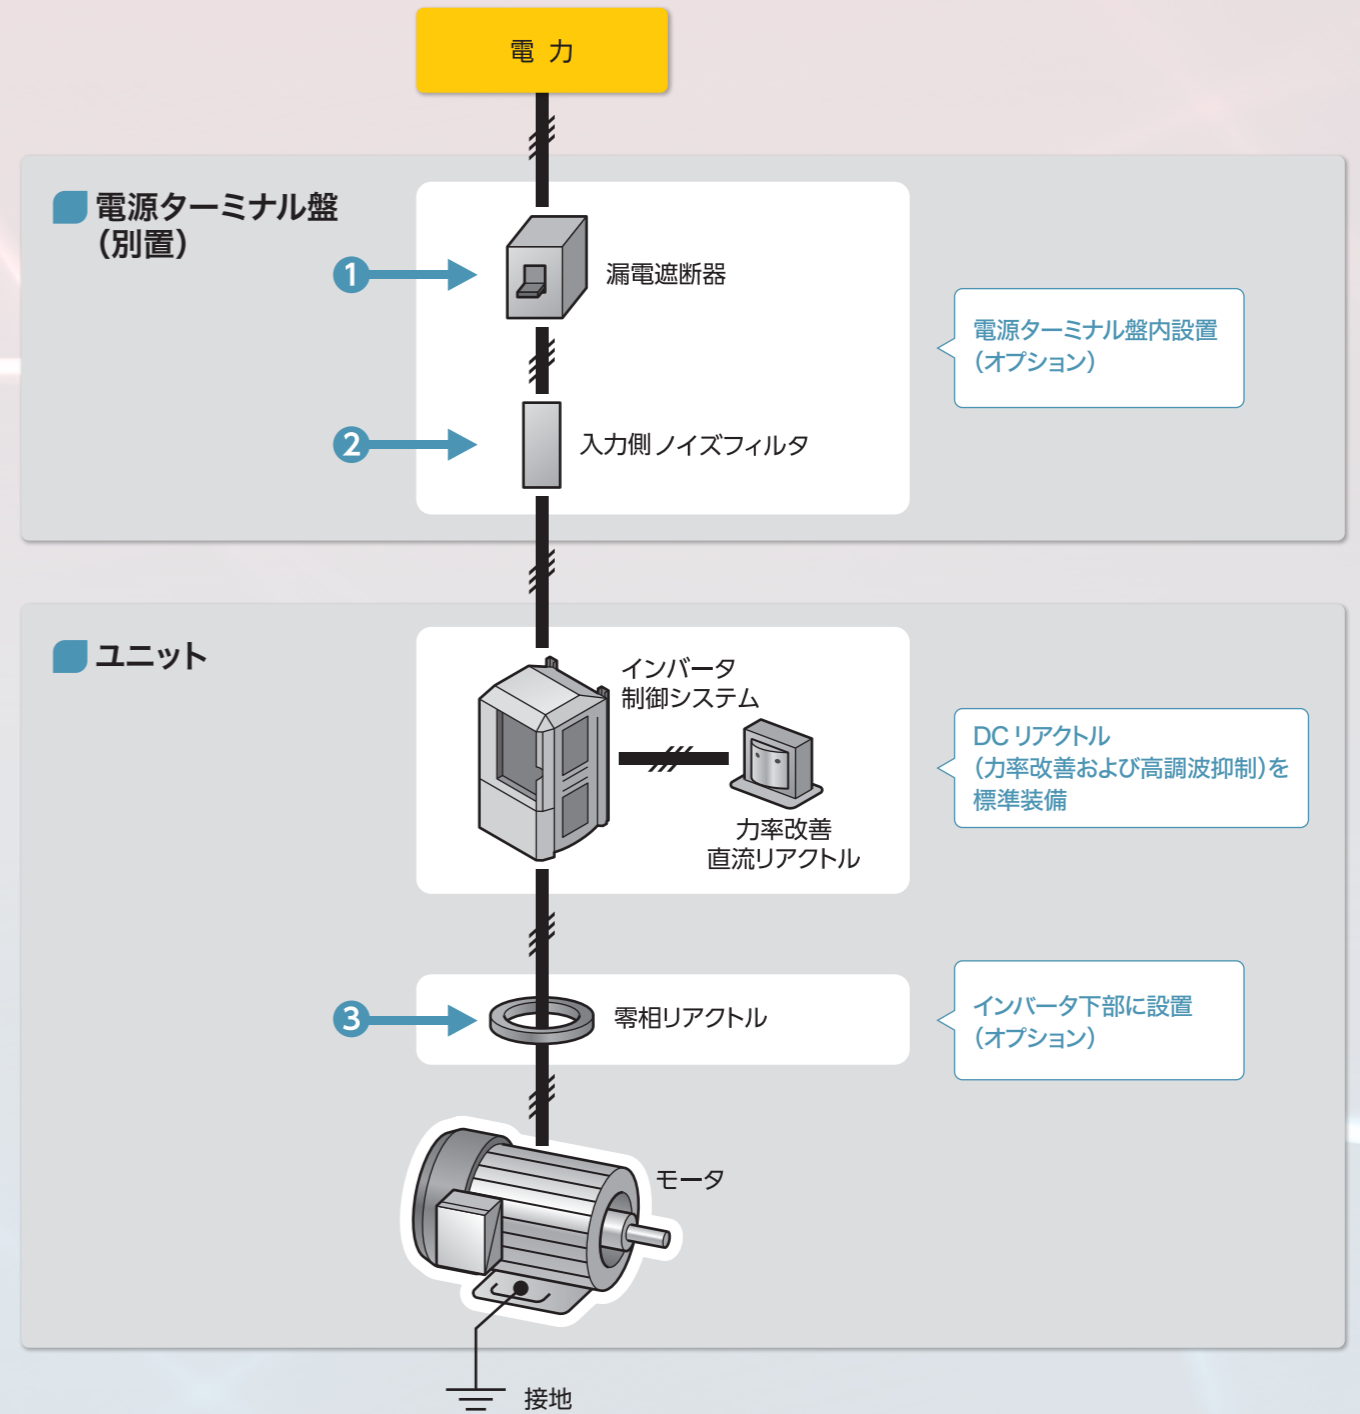 電 力
電源ターミナル盤
（別置）
1
漏電遮断器
電源ターミナル盤内設置
（オプション）
2
入力側ノイズフィルタ
ユニット
インバータ
制御システム
力率改善
直流リアクトル
DCリアクトル
（力率改善および高調波抑制）を
標準装備
3
零相リアクトル
インバータ下部に設置
（オプション）
モータ
接地